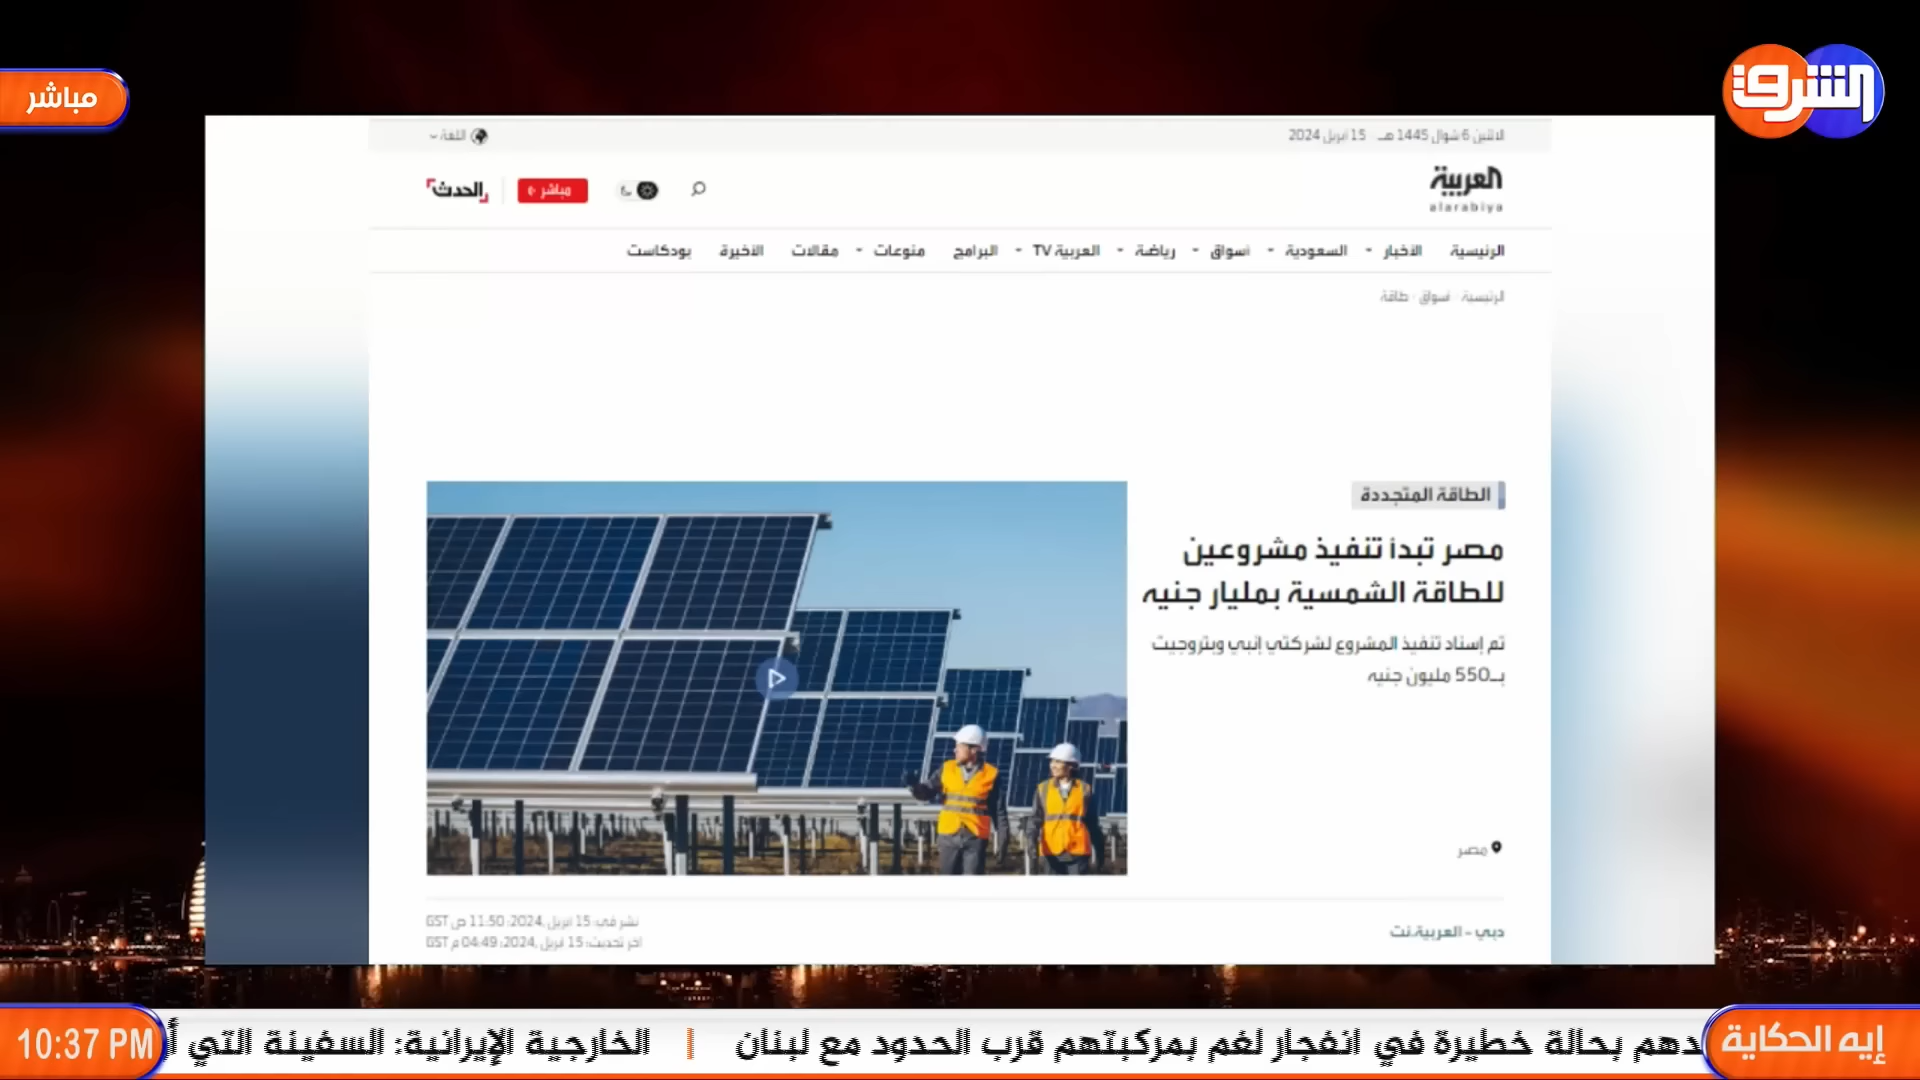 مباشر
الشرق
الاثنين 6 شوال 1445 هـ - 15 أبريل 2024
اللغة
العربية
alarabiya
مباشر
الحدث
الرئيسية الأخبار السعودية أسواق رياضة العربية TV البرامج منوعات مقالات الأخيرة بودكاست
الرئيسية أسواق طاقة
الطاقة المتجددة
مصر تبدأ تنفيذ مشروعين
للطاقة الشمسية بمليار جنيه
تم إسناد تنفيذ المشروع لشركتي إنبي وبتروجيت
بـ550 مليون جنيه
مصر
دبي - العربية.نت
نشر في: 15 أبريل ,2024: 11:50 ص GST
آخر تحديث: 15 أبريل ,2024: 04:49 م GST
إيه الحكاية
دهم بحالة خطيرة في انفجار لغم بمركبتهم قرب الحدود مع لبنان | الخارجية الإيرانية: السفينة التي أ
10:37 PM